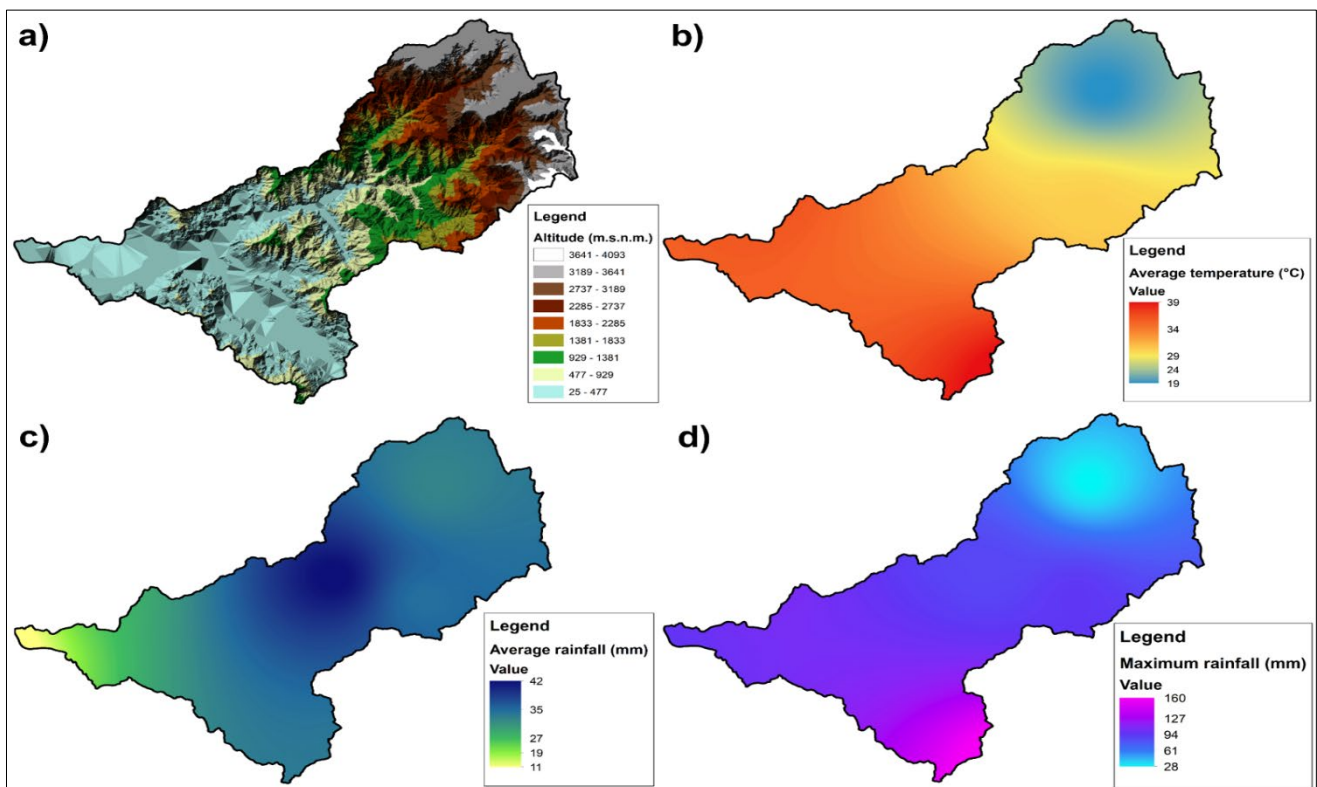 a)
Legend
Altitude (m.s.n.m.)
3641 - 4093
3189 - 3641
2737 - 3189
2285 - 2737
1833 - 2285
1381 - 1833
929 - 1381
477 - 929
25 - 477
b)
Legend
Average temperature (°C)
Value
39
34
29
24
19
c)
Legend
Average rainfall (mm)
Value
42
35
27
19
11
d)
Legend
Maximum rainfall (mm)
Value
160
127
94
61
28